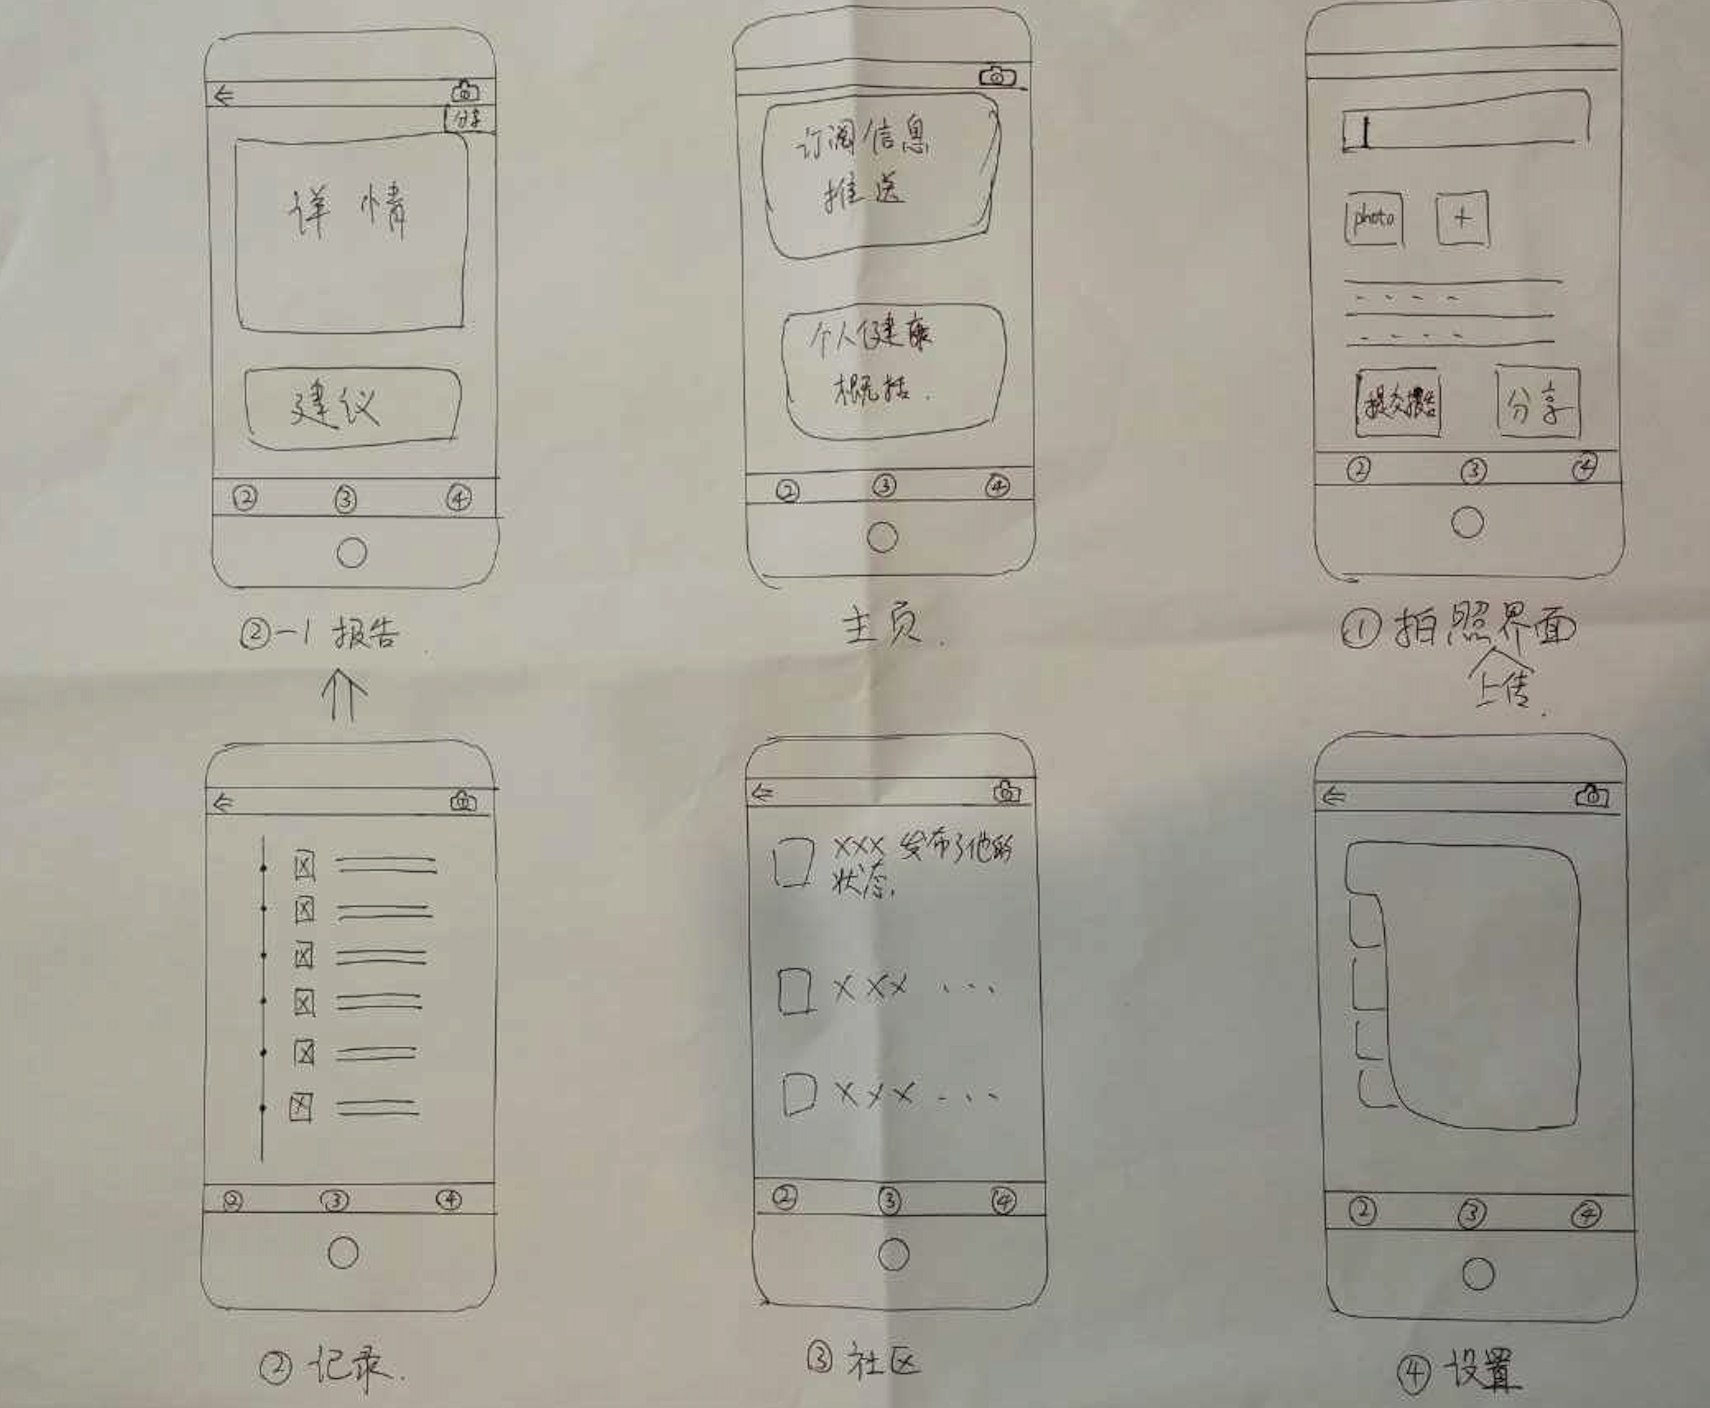 分享
详情
建议
② ③ ④
②-1 报告
订阅信息
推送
个人健康
概括.
② ③ ④
主页.
photo +
提交报告 分享
② ③ ④
①拍照界面
上传.
② ③ ④
② 记录.
XXX 发布了他的
状态.
XXX ...
XXX ...
② ③ ④
③ 社区
② ③ ④
④ 设置